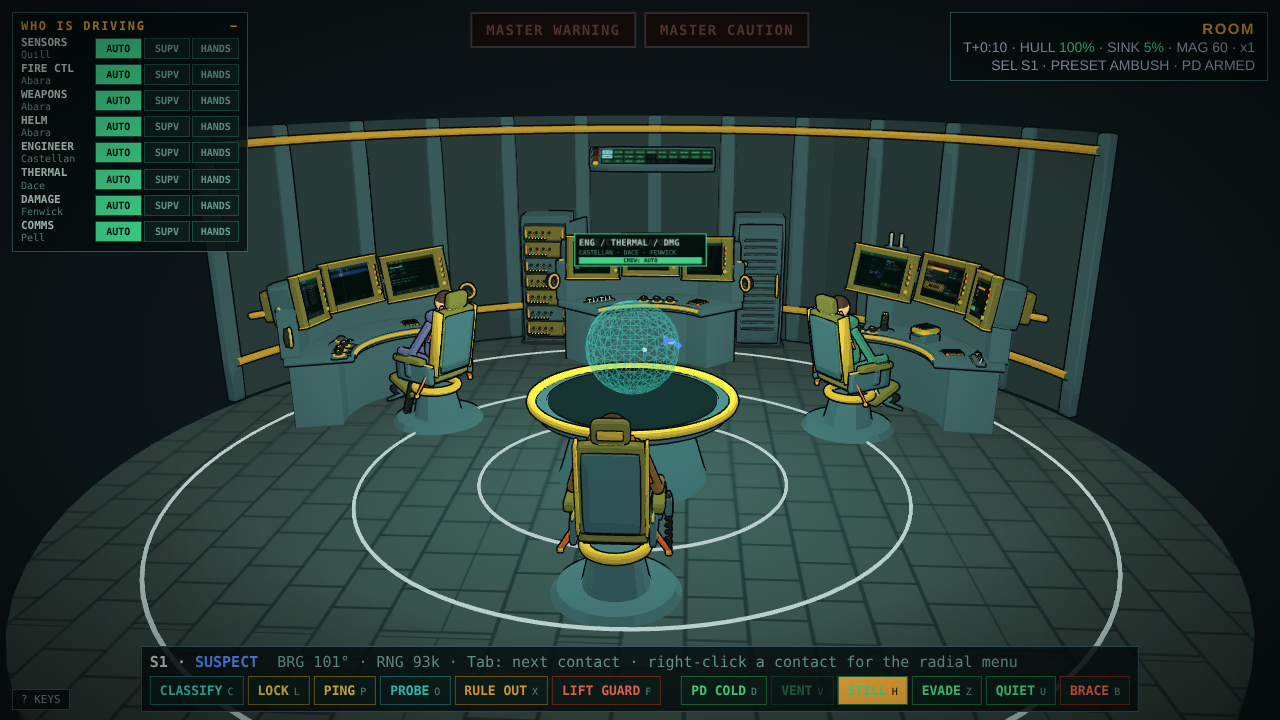 WHO IS DRIVING –
SENSORS
Quill
AUTO SUPV HANDS
FIRE CTL
Abara
AUTO SUPV HANDS
WEAPONS
Abara
AUTO SUPV HANDS
HELM
Abara
AUTO SUPV HANDS
ENGINEER
Castellan
AUTO SUPV HANDS
THERMAL
Dace
AUTO SUPV HANDS
DAMAGE
Fenwick
AUTO SUPV HANDS
COMMS
Pell
AUTO SUPV HANDS
MASTER WARNING
MASTER CAUTION
ROOM
T+0:10 · HULL 100% · SINK 5% · MAG 60 · x1
SEL S1 · PRESET AMBUSH · PD ARMED
ENG / THERMAL / DMG
CASTELLAN · DACE · FENWICK
CREW: AUTO
S1 · SUSPECT BRG 101° · RNG 93k · Tab: next contact · right-click a contact for the radial menu
CLASSIFY C LOCK L PING P PROBE O RULE OUT X LIFT GUARD F PD COLD D VENT V STILL H EVADE Z QUIET U BRACE B
? KEYS